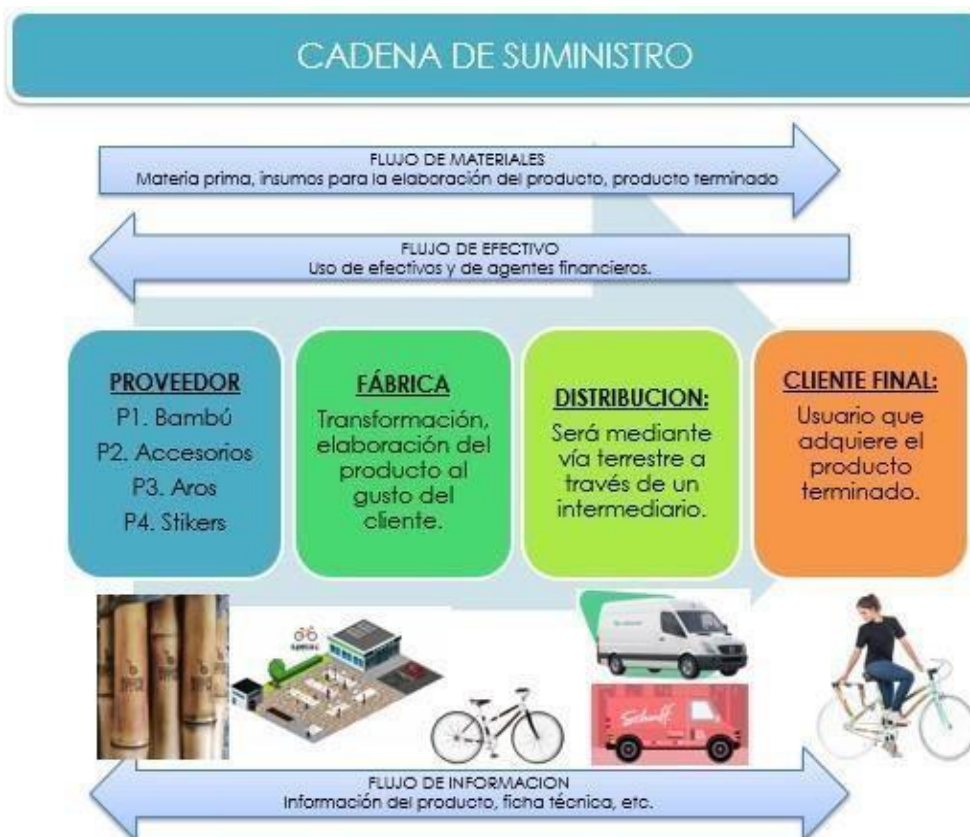 CADENA DE SUMINISTRO
FLUJO DE MATERIALES
Materia prima, insumos para la elaboración del producto, producto terminado
FLUJO DE EFECTIVO
Uso de efectivos y de agentes financieros.
PROVEEDOR
P1. Bambú
P2. Accesorios
P3. Aros
P4. Stikers
FÁBRICA
Transformación,
elaboración del
producto al
gusto del
cliente.
DISTRIBUCION:
Será mediante
vía terrestre a
través de un
intermediario.
CLIENTE FINAL:
Usuario que
adquiere el
producto
terminado.
Scharff
FLUJO DE INFORMACION
Información del producto, ficha técnica, etc.